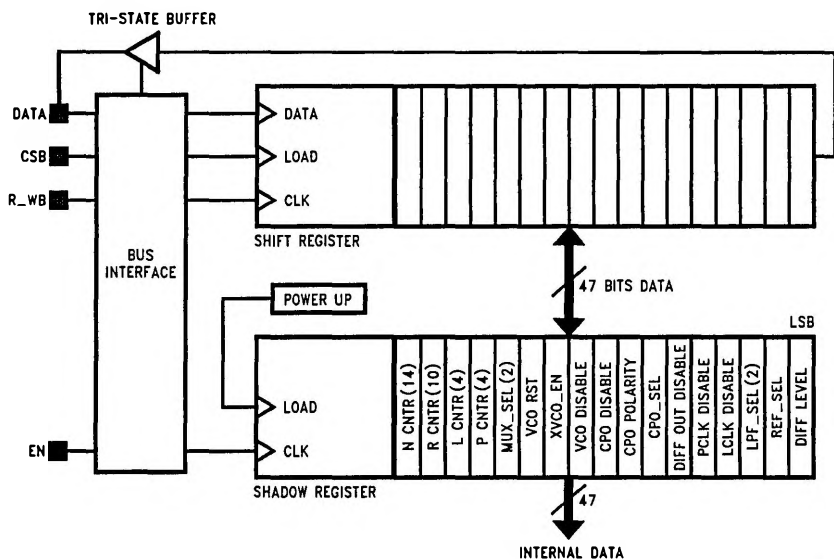 TRI-STATE BUFFER
DATA
CSB
R_WB
EN
BUS
INTERFACE
DATA
LOAD
CLK
SHIFT REGISTER
47 BITS DATA
POWER UP
LSB
LOAD
CLK
SHADOW REGISTER
N CNTR(14)
R CNTR(10)
L CNTR(4)
P CNTR(4)
MUX_SEL(2)
VCO RST
XVCO_EN
VCO DISABLE
CPO DISABLE
CPO POLARITY
CPO_SEL
DIFF OUT DISABLE
PCLK DISABLE
LCLK DISABLE
LPF_SEL(2)
REF_SEL
DIFF LEVEL
47
INTERNAL DATA